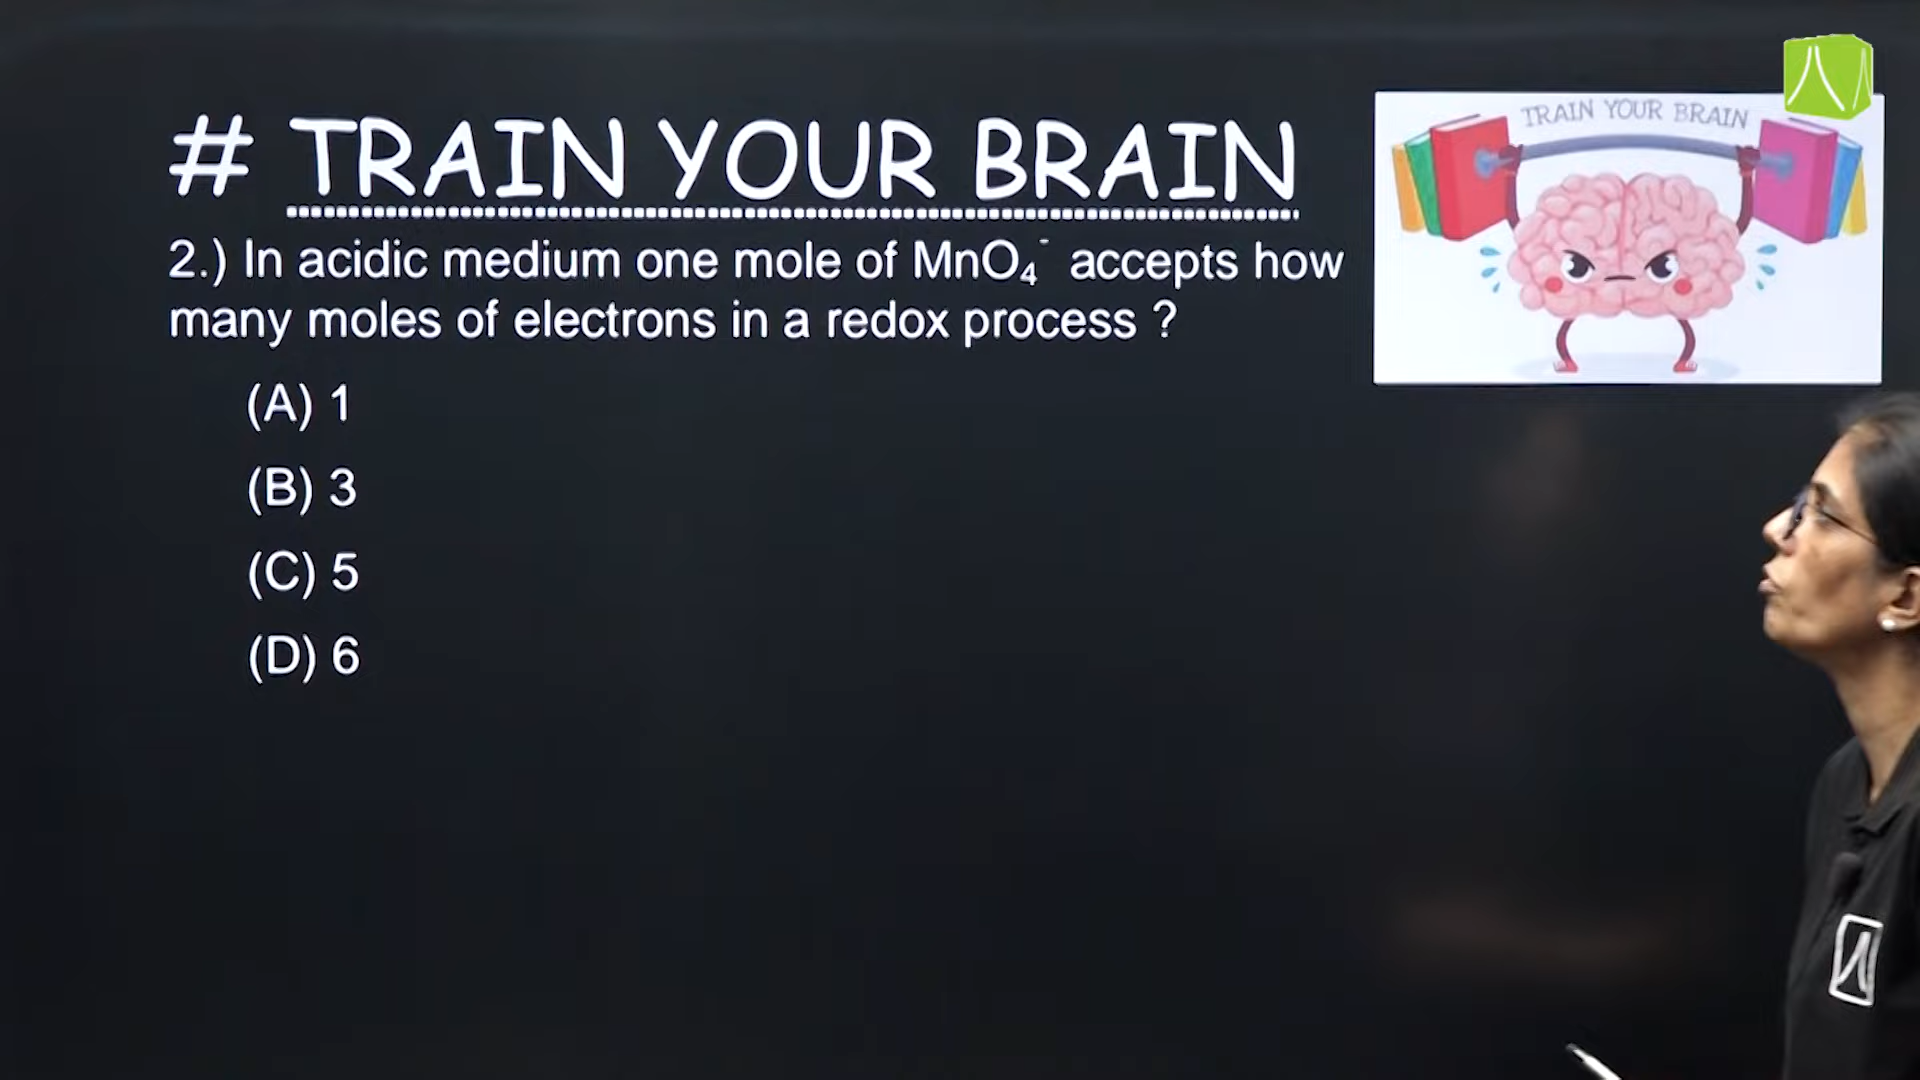 # TRAIN YOUR BRAIN
TRAIN YOUR BRAIN
2.) In acidic medium one mole of MnO₄⁻ accepts how
many moles of electrons in a redox process ?
(A) 1
(B) 3
(C) 5
(D) 6